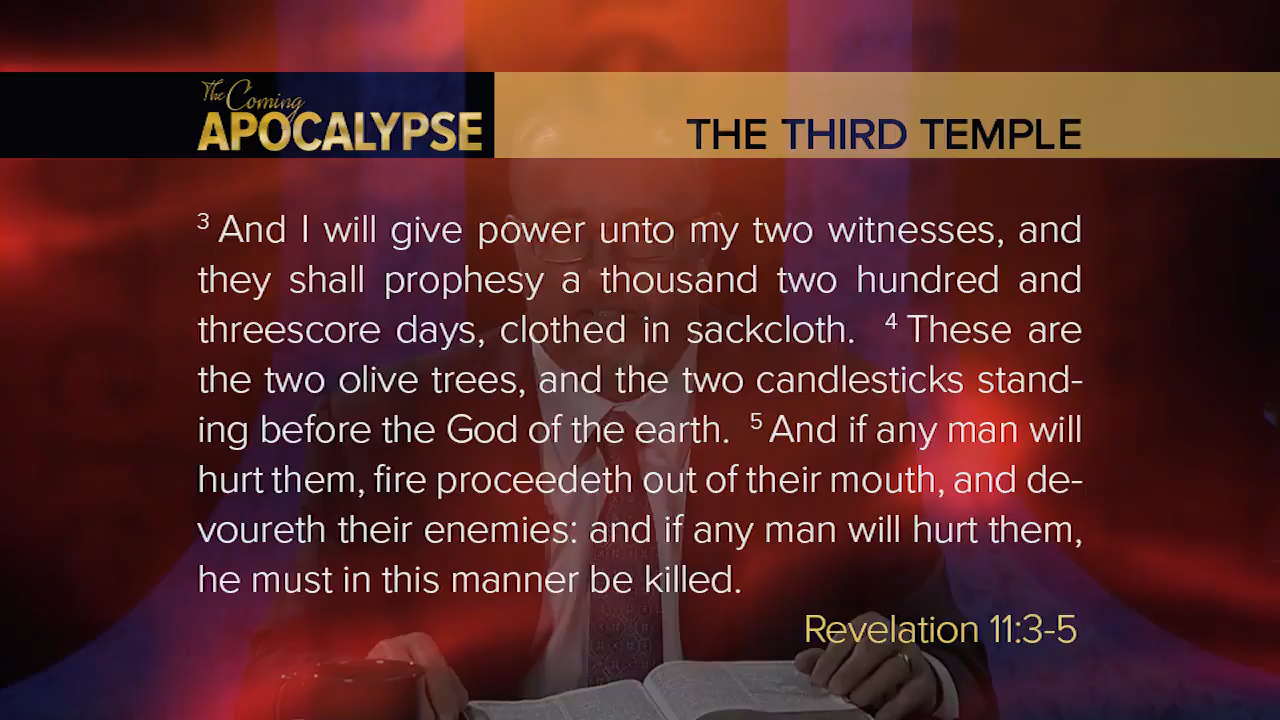 The Coming
APOCALYPSE
THE THIRD TEMPLE
3 And I will give power unto my two witnesses, and
they shall prophesy a thousand two hundred and
threescore days, clothed in sackcloth. 4 These are
the two olive trees, and the two candlesticks stand-
ing before the God of the earth. 5 And if any man will
hurt them, fire proceedeth out of their mouth, and de-
voureth their enemies: and if any man will hurt them,
he must in this manner be killed.
Revelation 11:3-5